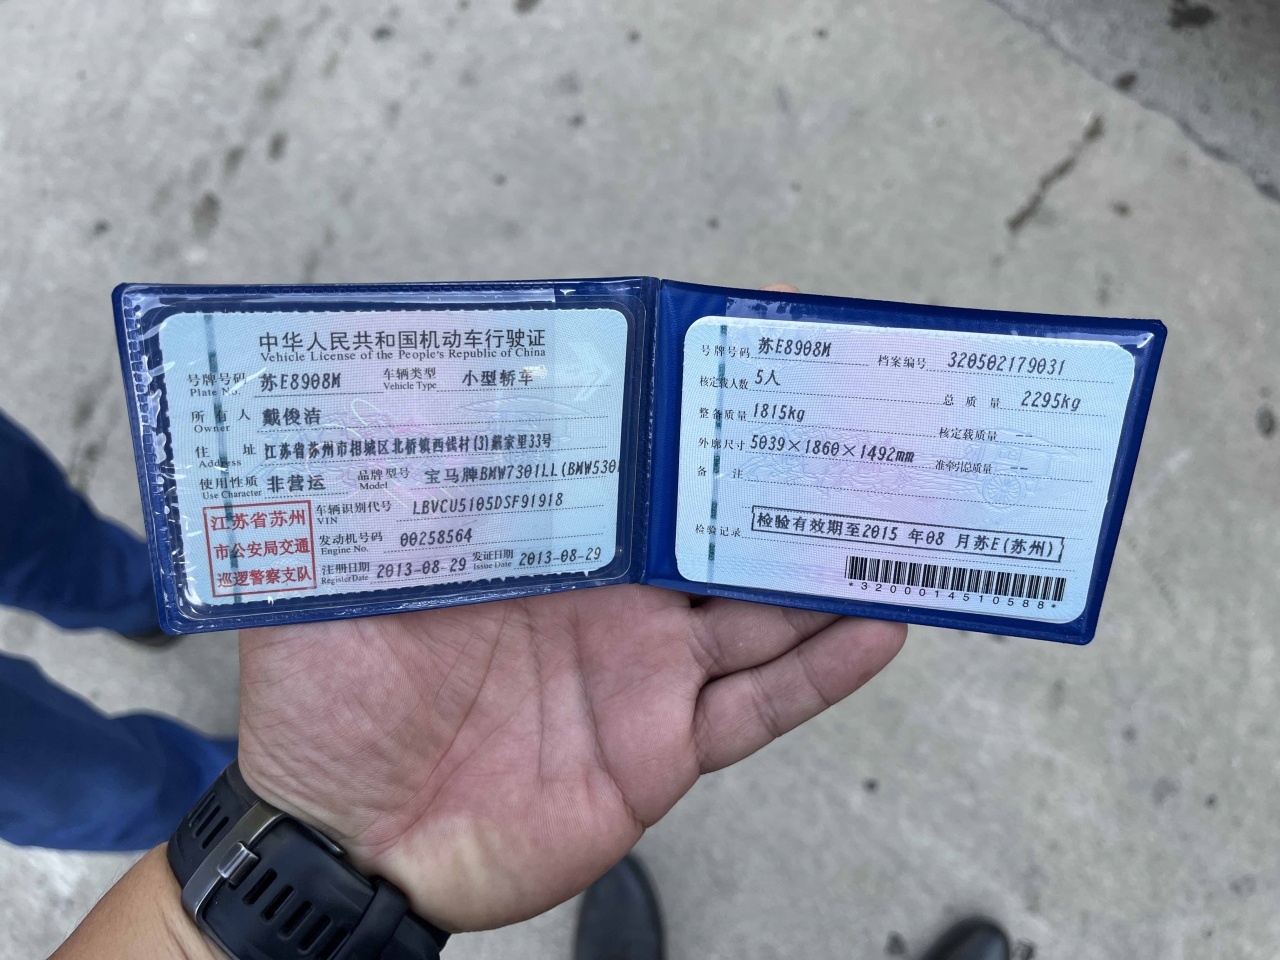 中华人民共和国机动车行驶证
Vehicle License of the People's Republic of China
号牌号码 苏E8908M 车辆类型 小型轿车
Plate No. Vehicle Type
所有人 戴俊洁
Owner
住址 江苏省苏州市相城区北桥镇西钱村(3)戴家里33号
Address
使用性质 非营运 品牌型号 宝马牌BMW7301LL(BMW530
Use Character Model
江苏省苏州
市公安局交通
巡逻警察支队
车辆识别代号 LBVCU5105DSF91918
VIN
发动机号码 00258564
Engine No.
注册日期 2013-08-29 发证日期 2013-08-29
Register Date Issue Date
号牌号码 苏E8908M 档案编号 320502179031
核定载人数 5人 总质量 2295kg
整备质量 1815kg 核定载质量 --
外廓尺寸 5039×1860×1492mm 准牵引总质量 --
备注
检验记录 检验有效期至2015年08月苏E(苏州)
*3200014510588*